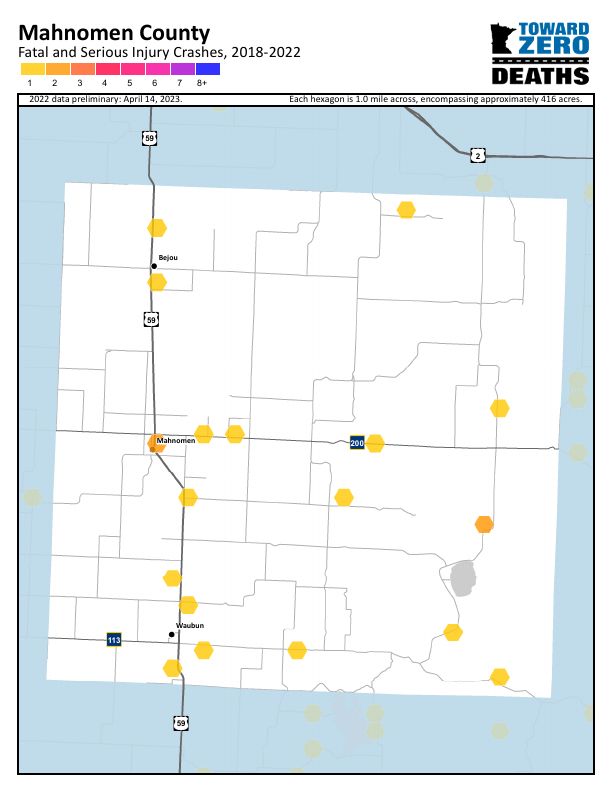 Mahnomen County
Fatal and Serious Injury Crashes, 2018-2022
TOWARD
ZERO
DEATHS
1 2 3 4 5 6 7 8+
2022 data preliminary: April 14, 2023.
Each hexagon is 1.0 mile across, encompassing approximately 416 acres.
59
2
Bejou
59
Mahnomen
200
Waubun
113
59